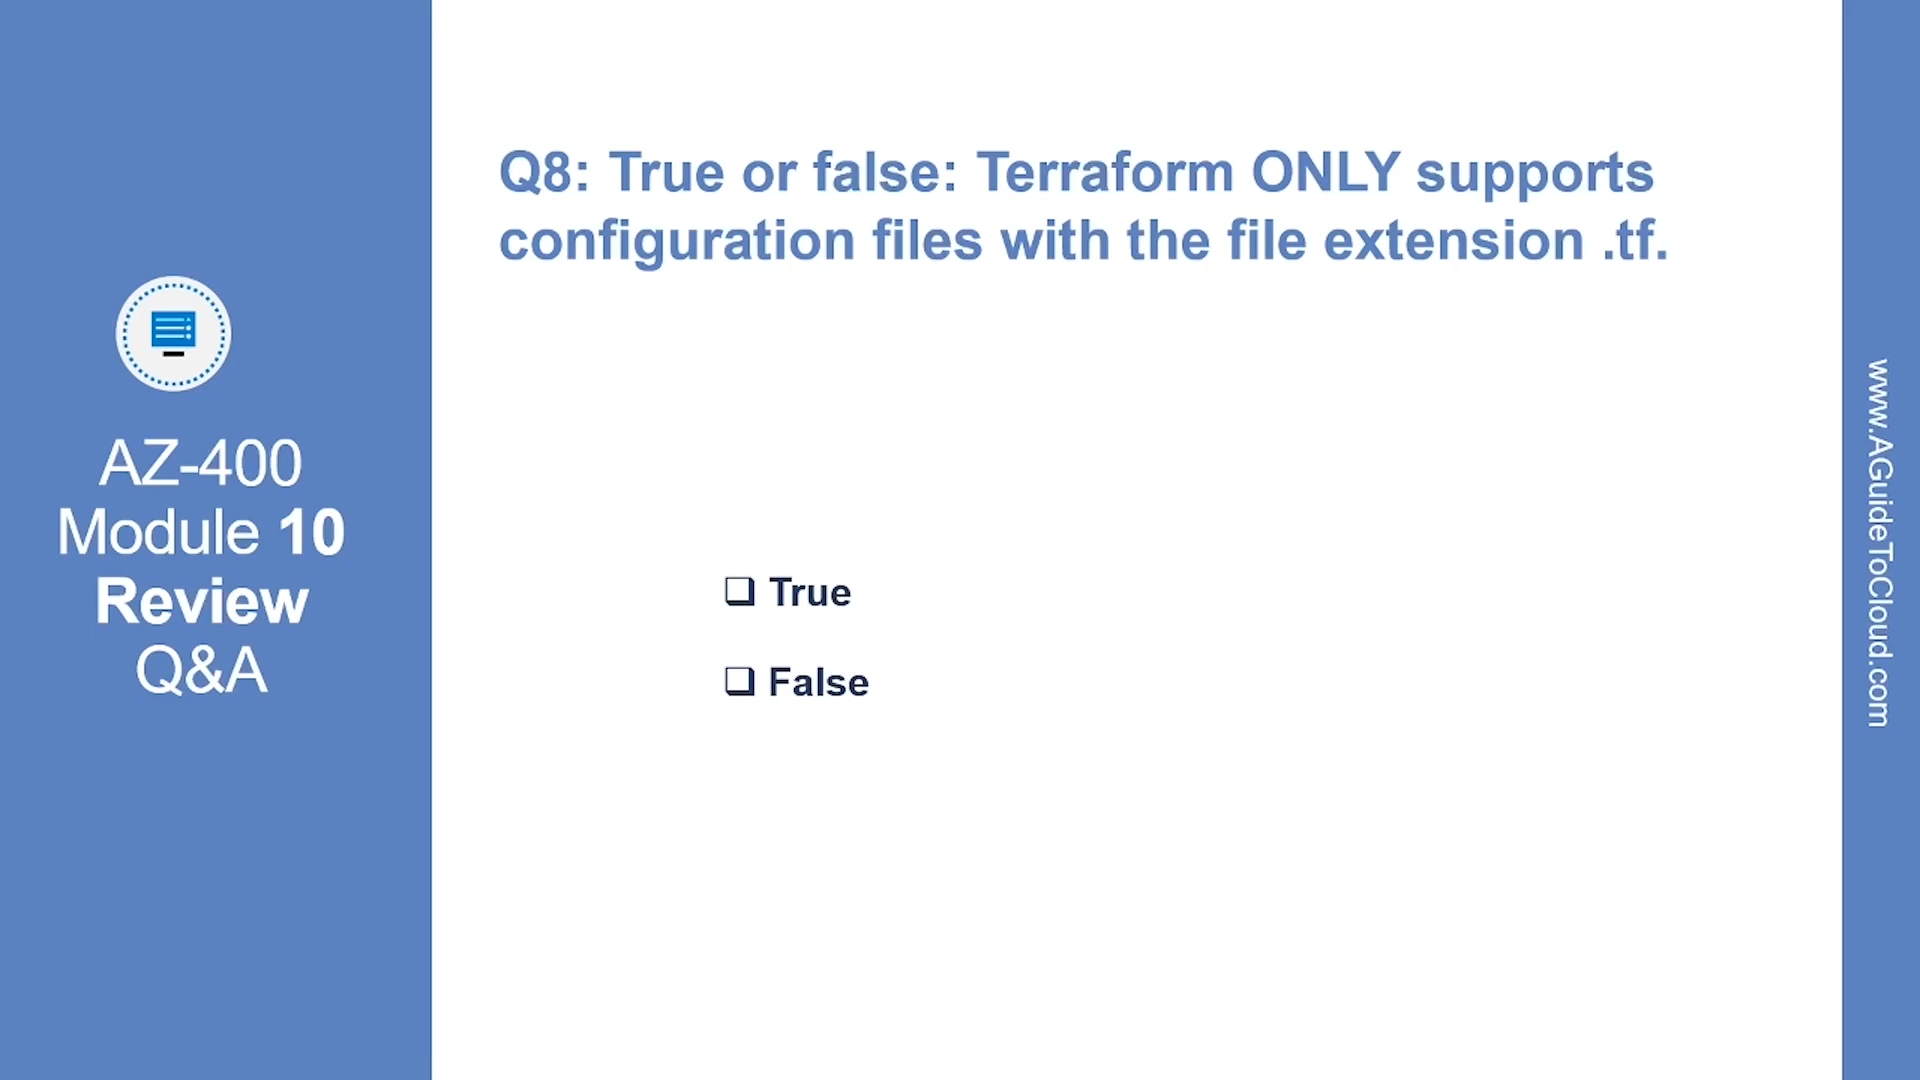 AZ-400
Module 10
Review
Q&A
Q8: True or false: Terraform ONLY supports
configuration files with the file extension .tf.
❑ True
❑ False
www.AGuideToCloud.com